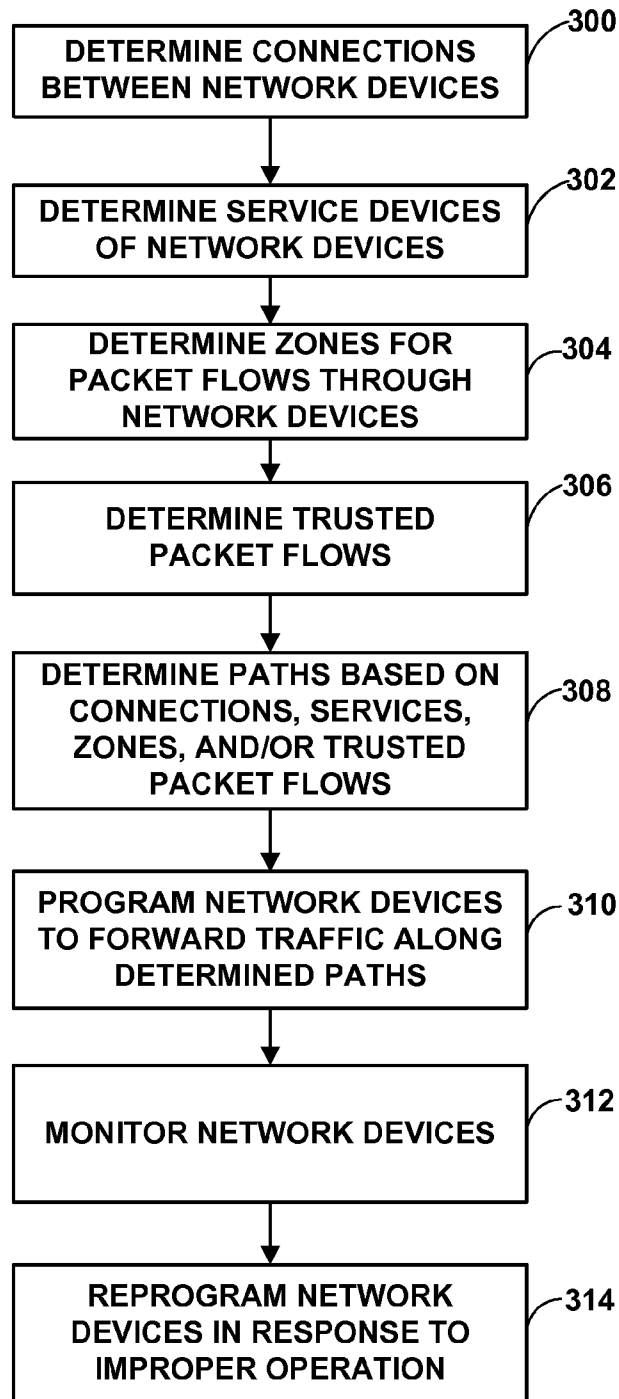 300
DETERMINE CONNECTIONS
BETWEEN NETWORK DEVICES
302
DETERMINE SERVICE DEVICES
OF NETWORK DEVICES
304
DETERMINE ZONES FOR
PACKET FLOWS THROUGH
NETWORK DEVICES
306
DETERMINE TRUSTED
PACKET FLOWS
308
DETERMINE PATHS BASED ON
CONNECTIONS, SERVICES,
ZONES, AND/OR TRUSTED
PACKET FLOWS
310
PROGRAM NETWORK DEVICES
TO FORWARD TRAFFIC ALONG
DETERMINED PATHS
312
MONITOR NETWORK DEVICES
314
REPROGRAM NETWORK
DEVICES IN RESPONSE TO
IMPROPER OPERATION